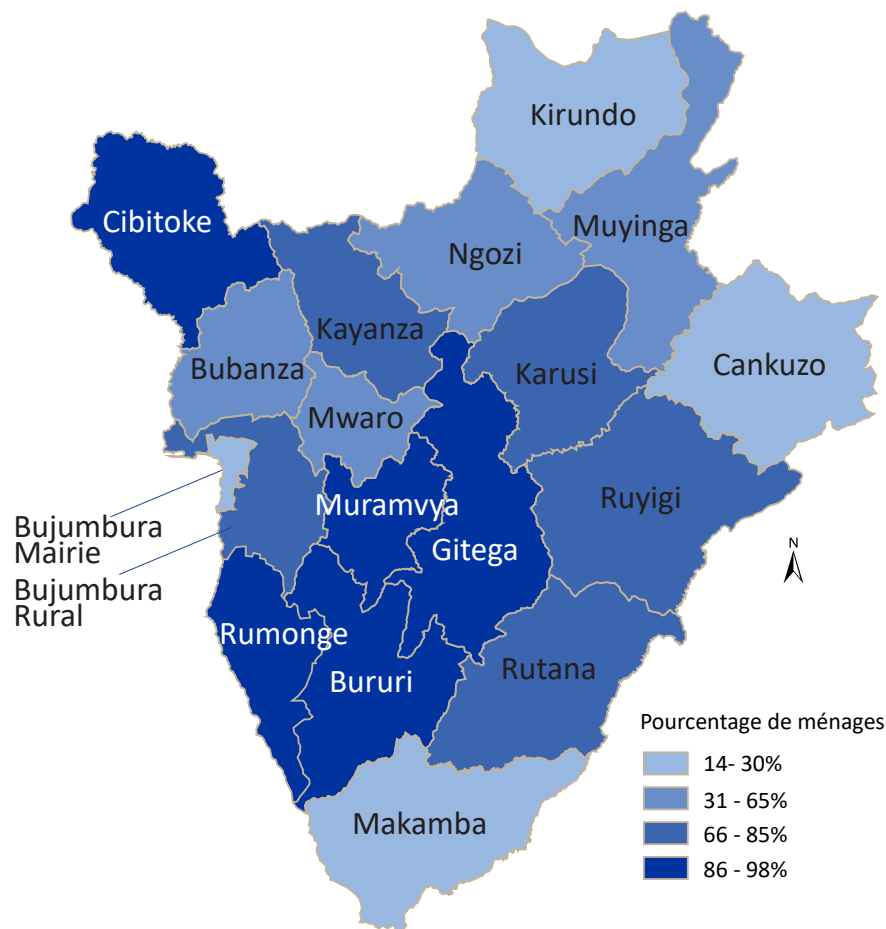 Kirundo
Cibitoke
Muyinga
Ngozi
Kayanza
Bubanza
Karusi
Cankuzo
Mwaro
Muramvya
Ruyigi
Bujumbura
Mairie
Gitega
N
Bujumbura
Rural
Rumonge
Bururi
Rutana
Makamba
Pourcentage de ménages
14- 30%
31 - 65%
66 - 85%
86 - 98%